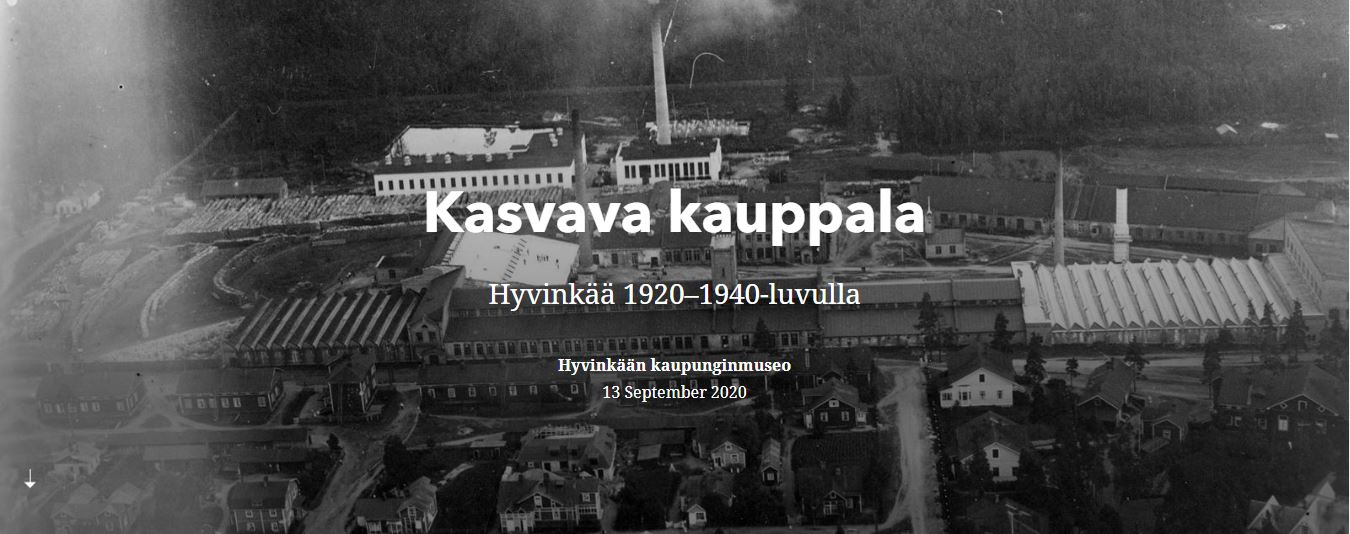 Kasvava kauppala
Hyvinkää 1920–1940-luvulla
Hyvinkään kaupunginmuseo
13 September 2020